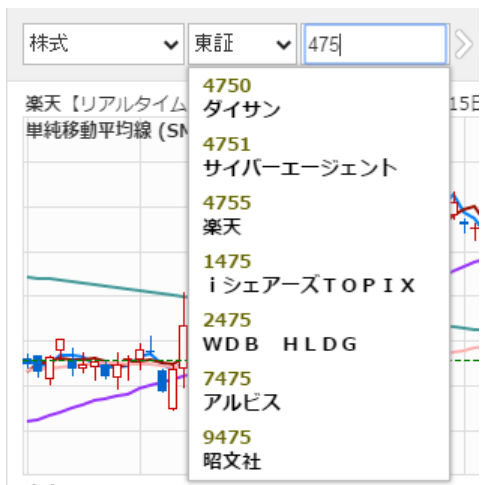 株式
東証
475
楽天【リアルタイム
15日
単純移動平均線 (SM
4750
ダイサン
4751
サイバーエージェント
4755
楽天
1475
ｉシェアーズＴＯＰＩＸ
2475
ＷＤＢ　ＨＬＤＧ
7475
アルビス
9475
昭文社